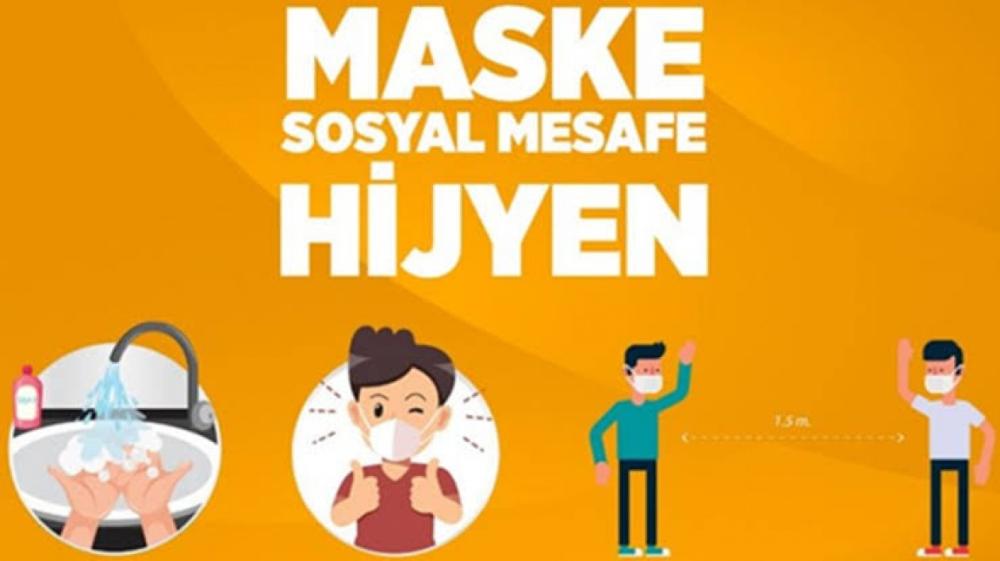 MASKE
SOSYAL MESAFE
HİJYEN
1.5 m.